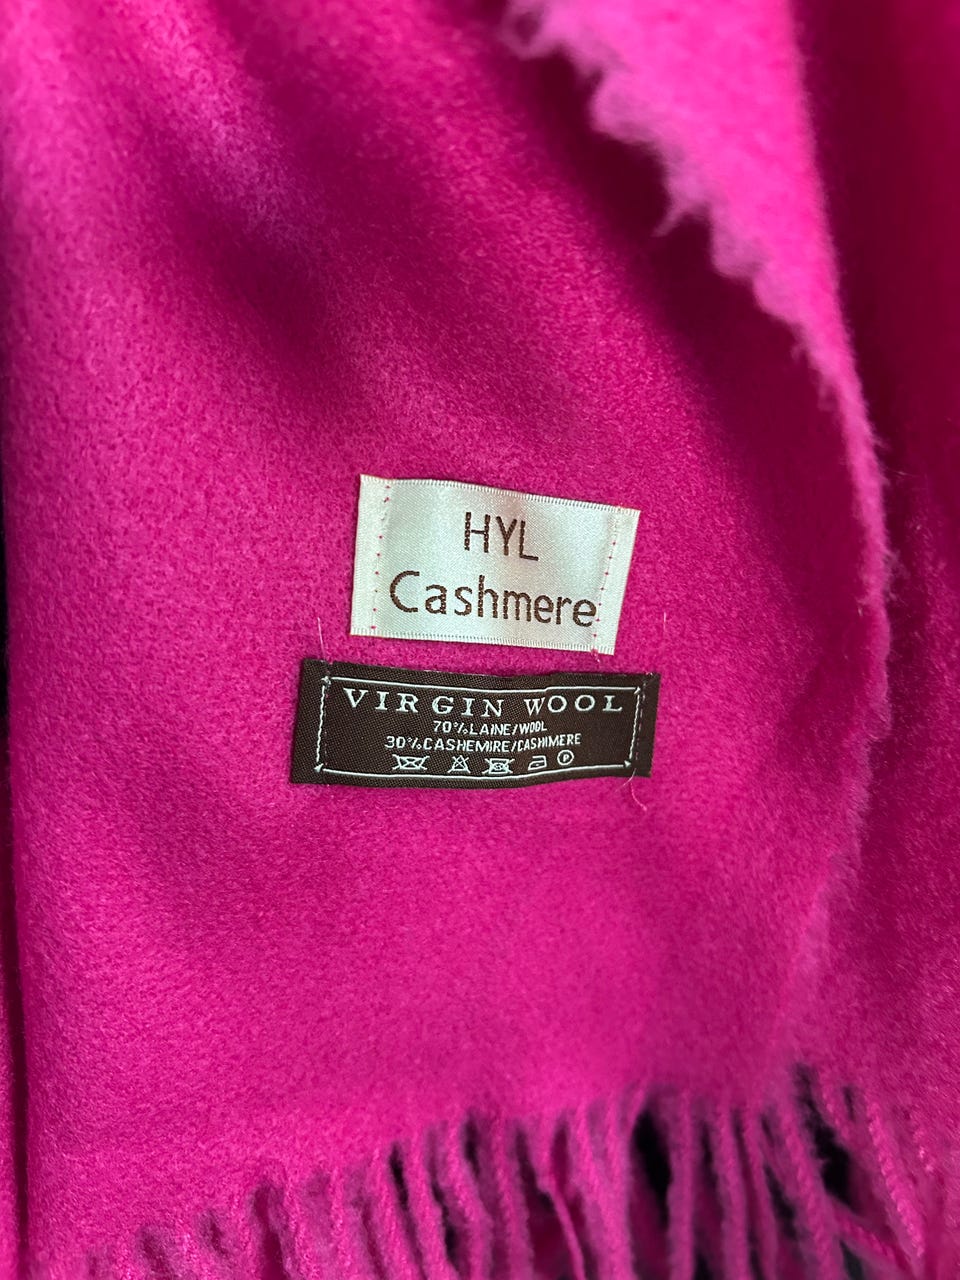 HYL
Cashmere
VIRGIN WOOL
70%LAINE/WOOL
30%CASHEMIRE/CASHMERE
P